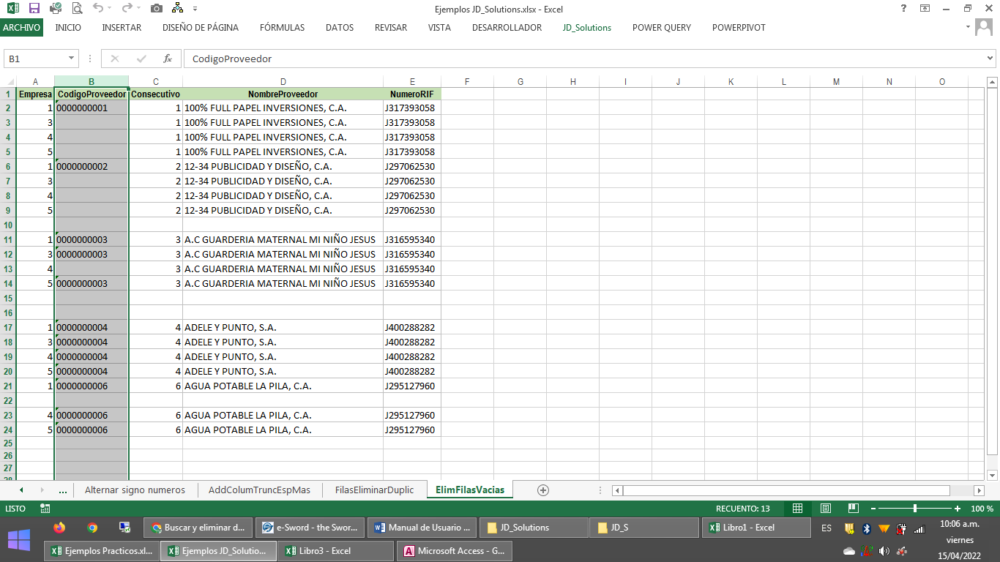 Ejemplos JD_Solutions.xlsx - Excel
ARCHIVO INICIO INSERTAR DISEÑO DE PÁGINA FÓRMULAS DATOS REVISAR VISTA DESARROLLADOR JD_Solutions POWER QUERY POWERPIVOT
B1 fx CodigoProveedor
A B C D E F G H I J K L M N O
1 Empresa CodigoProveedor Consecutivo NombreProveedor NumeroRIF
2 1 0000000001 1 100% FULL PAPEL INVERSIONES, C.A. J317393058
3 3 1 100% FULL PAPEL INVERSIONES, C.A. J317393058
4 4 1 100% FULL PAPEL INVERSIONES, C.A. J317393058
5 5 1 100% FULL PAPEL INVERSIONES, C.A. J317393058
6 1 0000000002 2 12-34 PUBLICIDAD Y DISEÑO, C.A. J297062530
7 3 2 12-34 PUBLICIDAD Y DISEÑO, C.A. J297062530
8 4 2 12-34 PUBLICIDAD Y DISEÑO, C.A. J297062530
9 5 2 12-34 PUBLICIDAD Y DISEÑO, C.A. J297062530
10
11 1 0000000003 3 A.C GUARDERIA MATERNAL MI NIÑO JESUS J316595340
12 3 0000000003 3 A.C GUARDERIA MATERNAL MI NIÑO JESUS J316595340
13 4 3 A.C GUARDERIA MATERNAL MI NIÑO JESUS J316595340
14 5 0000000003 3 A.C GUARDERIA MATERNAL MI NIÑO JESUS J316595340
15
16
17 1 0000000004 4 ADELE Y PUNTO, S.A. J400288282
18 3 0000000004 4 ADELE Y PUNTO, S.A. J400288282
19 4 0000000004 4 ADELE Y PUNTO, S.A. J400288282
20 5 0000000004 4 ADELE Y PUNTO, S.A. J400288282
21 1 0000000006 6 AGUA POTABLE LA PILA, C.A. J295127960
22
23 4 0000000006 6 AGUA POTABLE LA PILA, C.A. J295127960
24 5 0000000006 6 AGUA POTABLE LA PILA, C.A. J295127960
25
26
27
28
... Alternar signo numeros AddColumTruncEspMas FilasEliminarDuplic ElimFilasVacias
LISTO RECUENTO: 13 100 %
Buscar y eliminar d... e-Sword - the Swor... Manual de Usuario ... JD_Solutions JD_S Libro1 - Excel ES 10:06 a.m.
viernes
Ejemplos Practicos.xl... Ejemplos JD_Solutio... Libro3 - Excel Microsoft Access - G... 15/04/2022